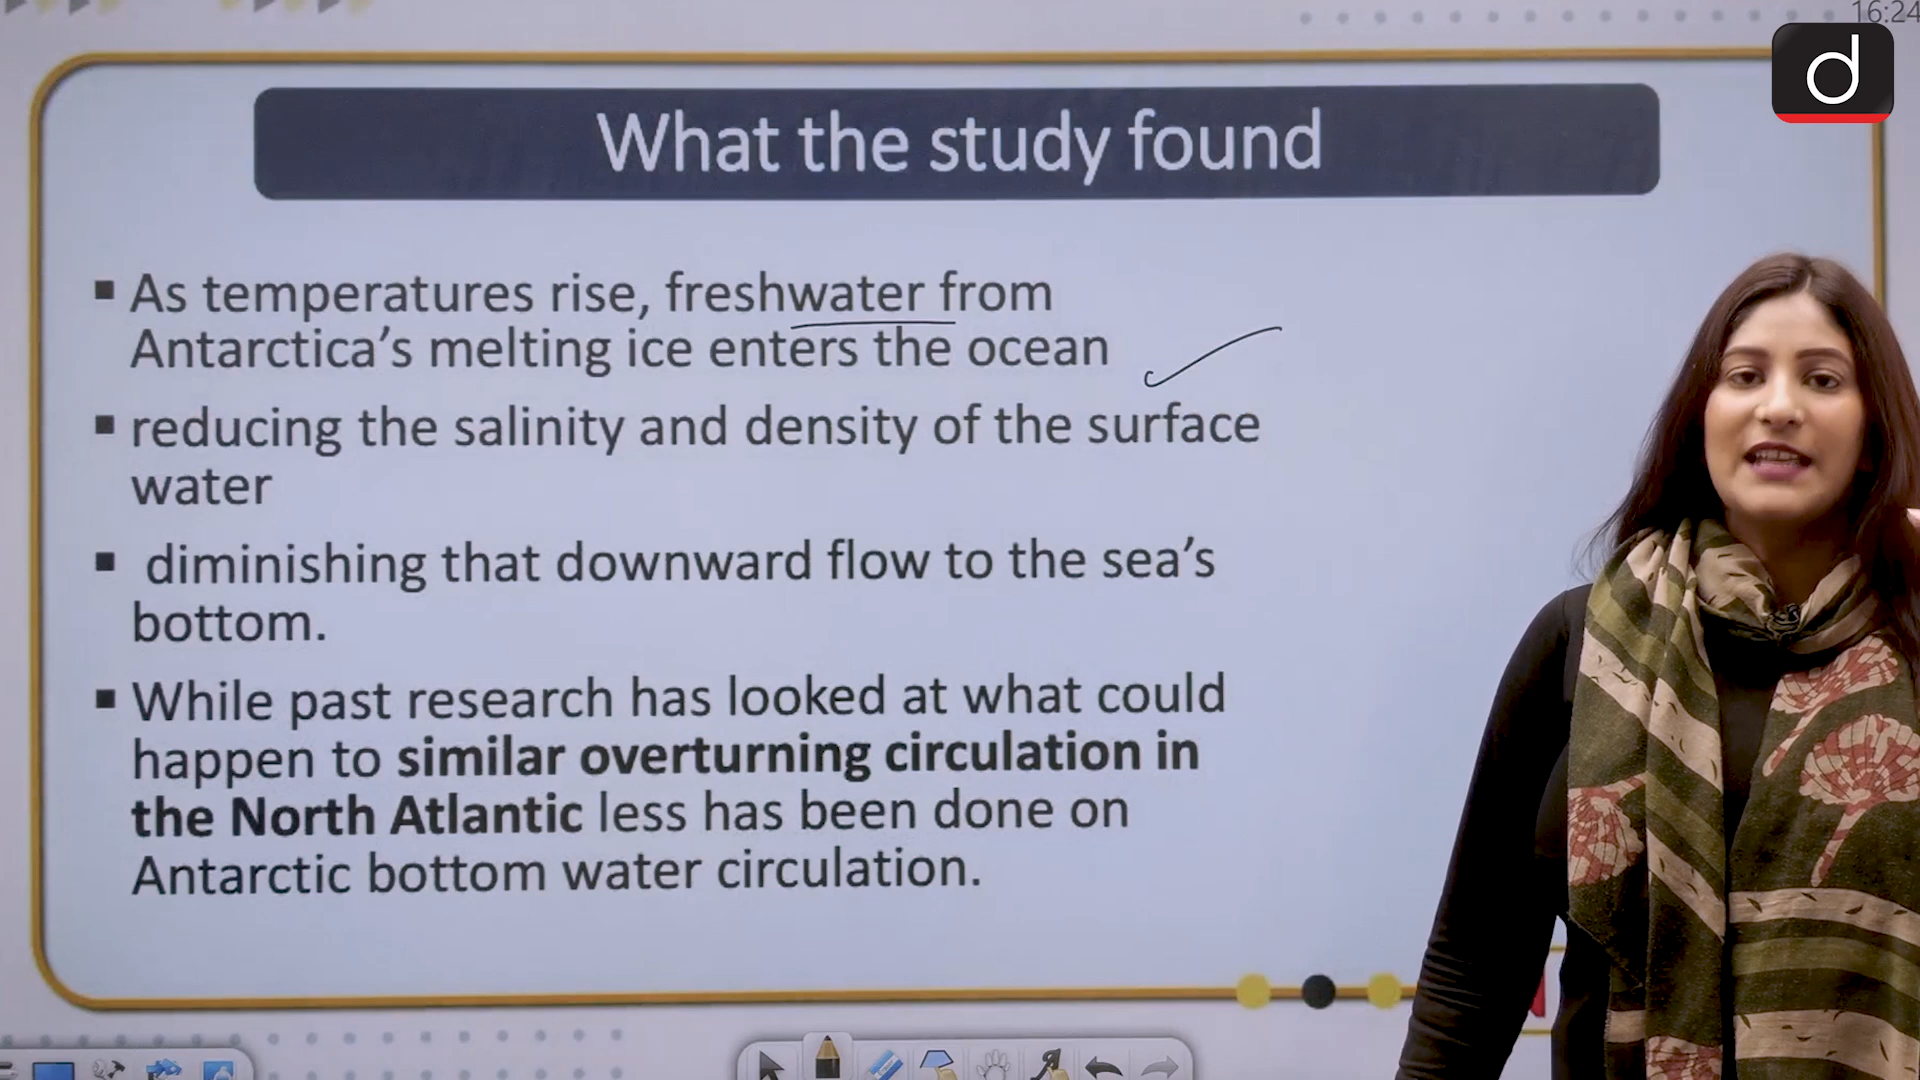 16:24
d
What the study found
▪ As temperatures rise, freshwater from
Antarctica’s melting ice enters the ocean
▪ reducing the salinity and density of the surface
water
▪ diminishing that downward flow to the sea’s
bottom.
▪ While past research has looked at what could
happen to similar overturning circulation in
the North Atlantic less has been done on
Antarctic bottom water circulation.